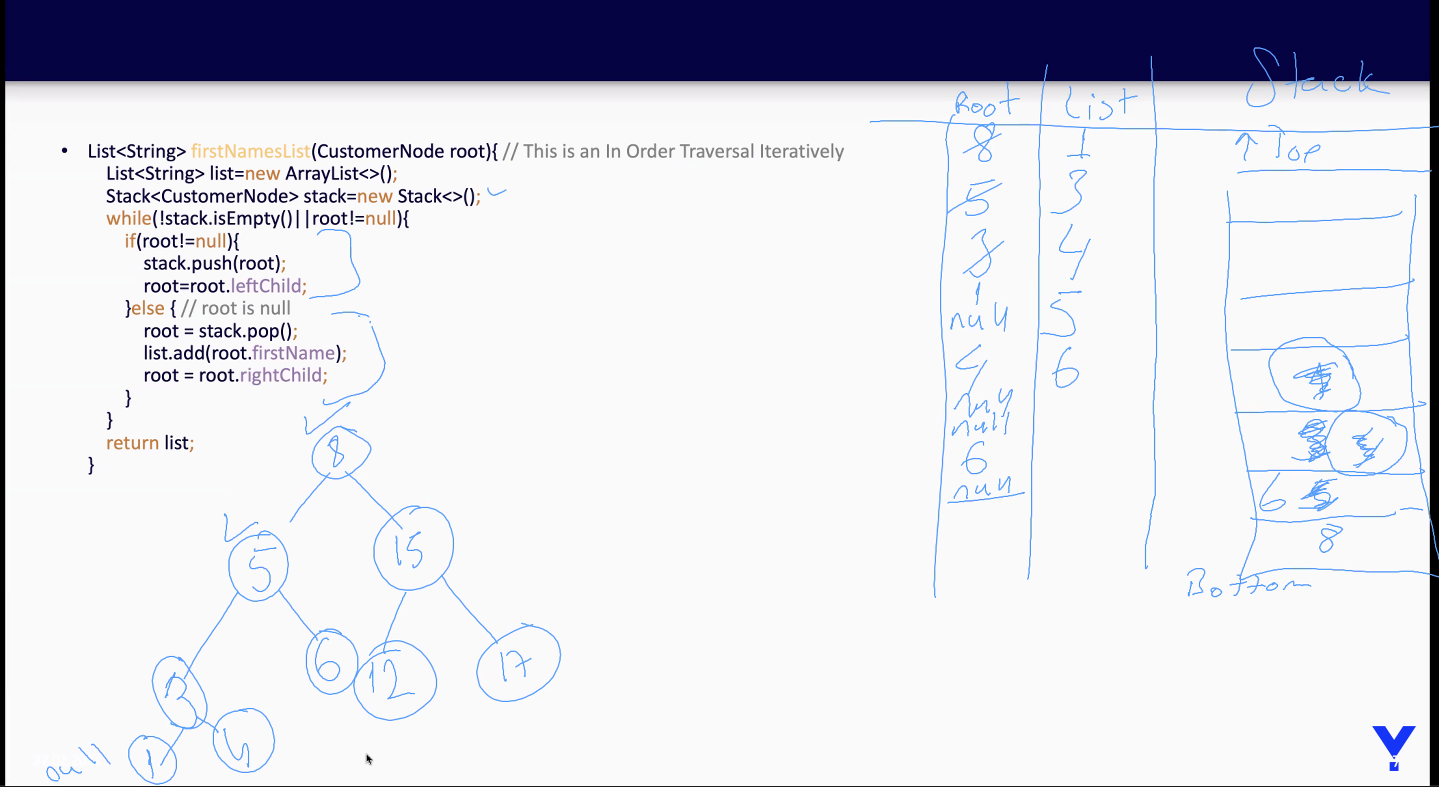 • List<String> firstNamesList(CustomerNode root){ // This is an In Order Traversal Iteratively
List<String> list=new ArrayList<>();
Stack<CustomerNode> stack=new Stack<>();
while(!stack.isEmpty()||root!=null){
if(root!=null){
stack.push(root);
root=root.leftChild;
}else { // root is null
root = stack.pop();
list.add(root.firstName);
root = root.rightChild;
}
}
return list;
}
8
5
15
3
6
12
17
1
4
null
Root
8
5
3
1
null
4
null
null
6
null
List
1
3
4
5
6
Stack
↑ Top
4
6 5
8
Bottom